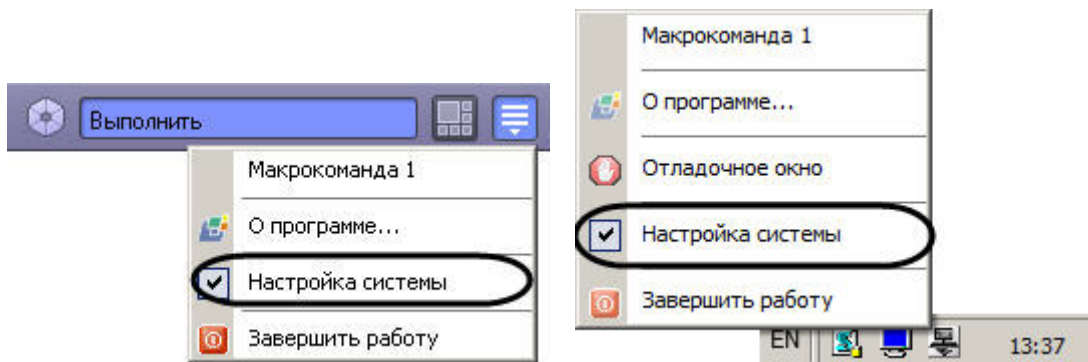 Выполнить
Макрокоманда 1
О программе...
Настройка системы
Завершить работу
Макрокоманда 1
О программе...
Отладочное окно
Настройка системы
Завершить работу
EN
13:37